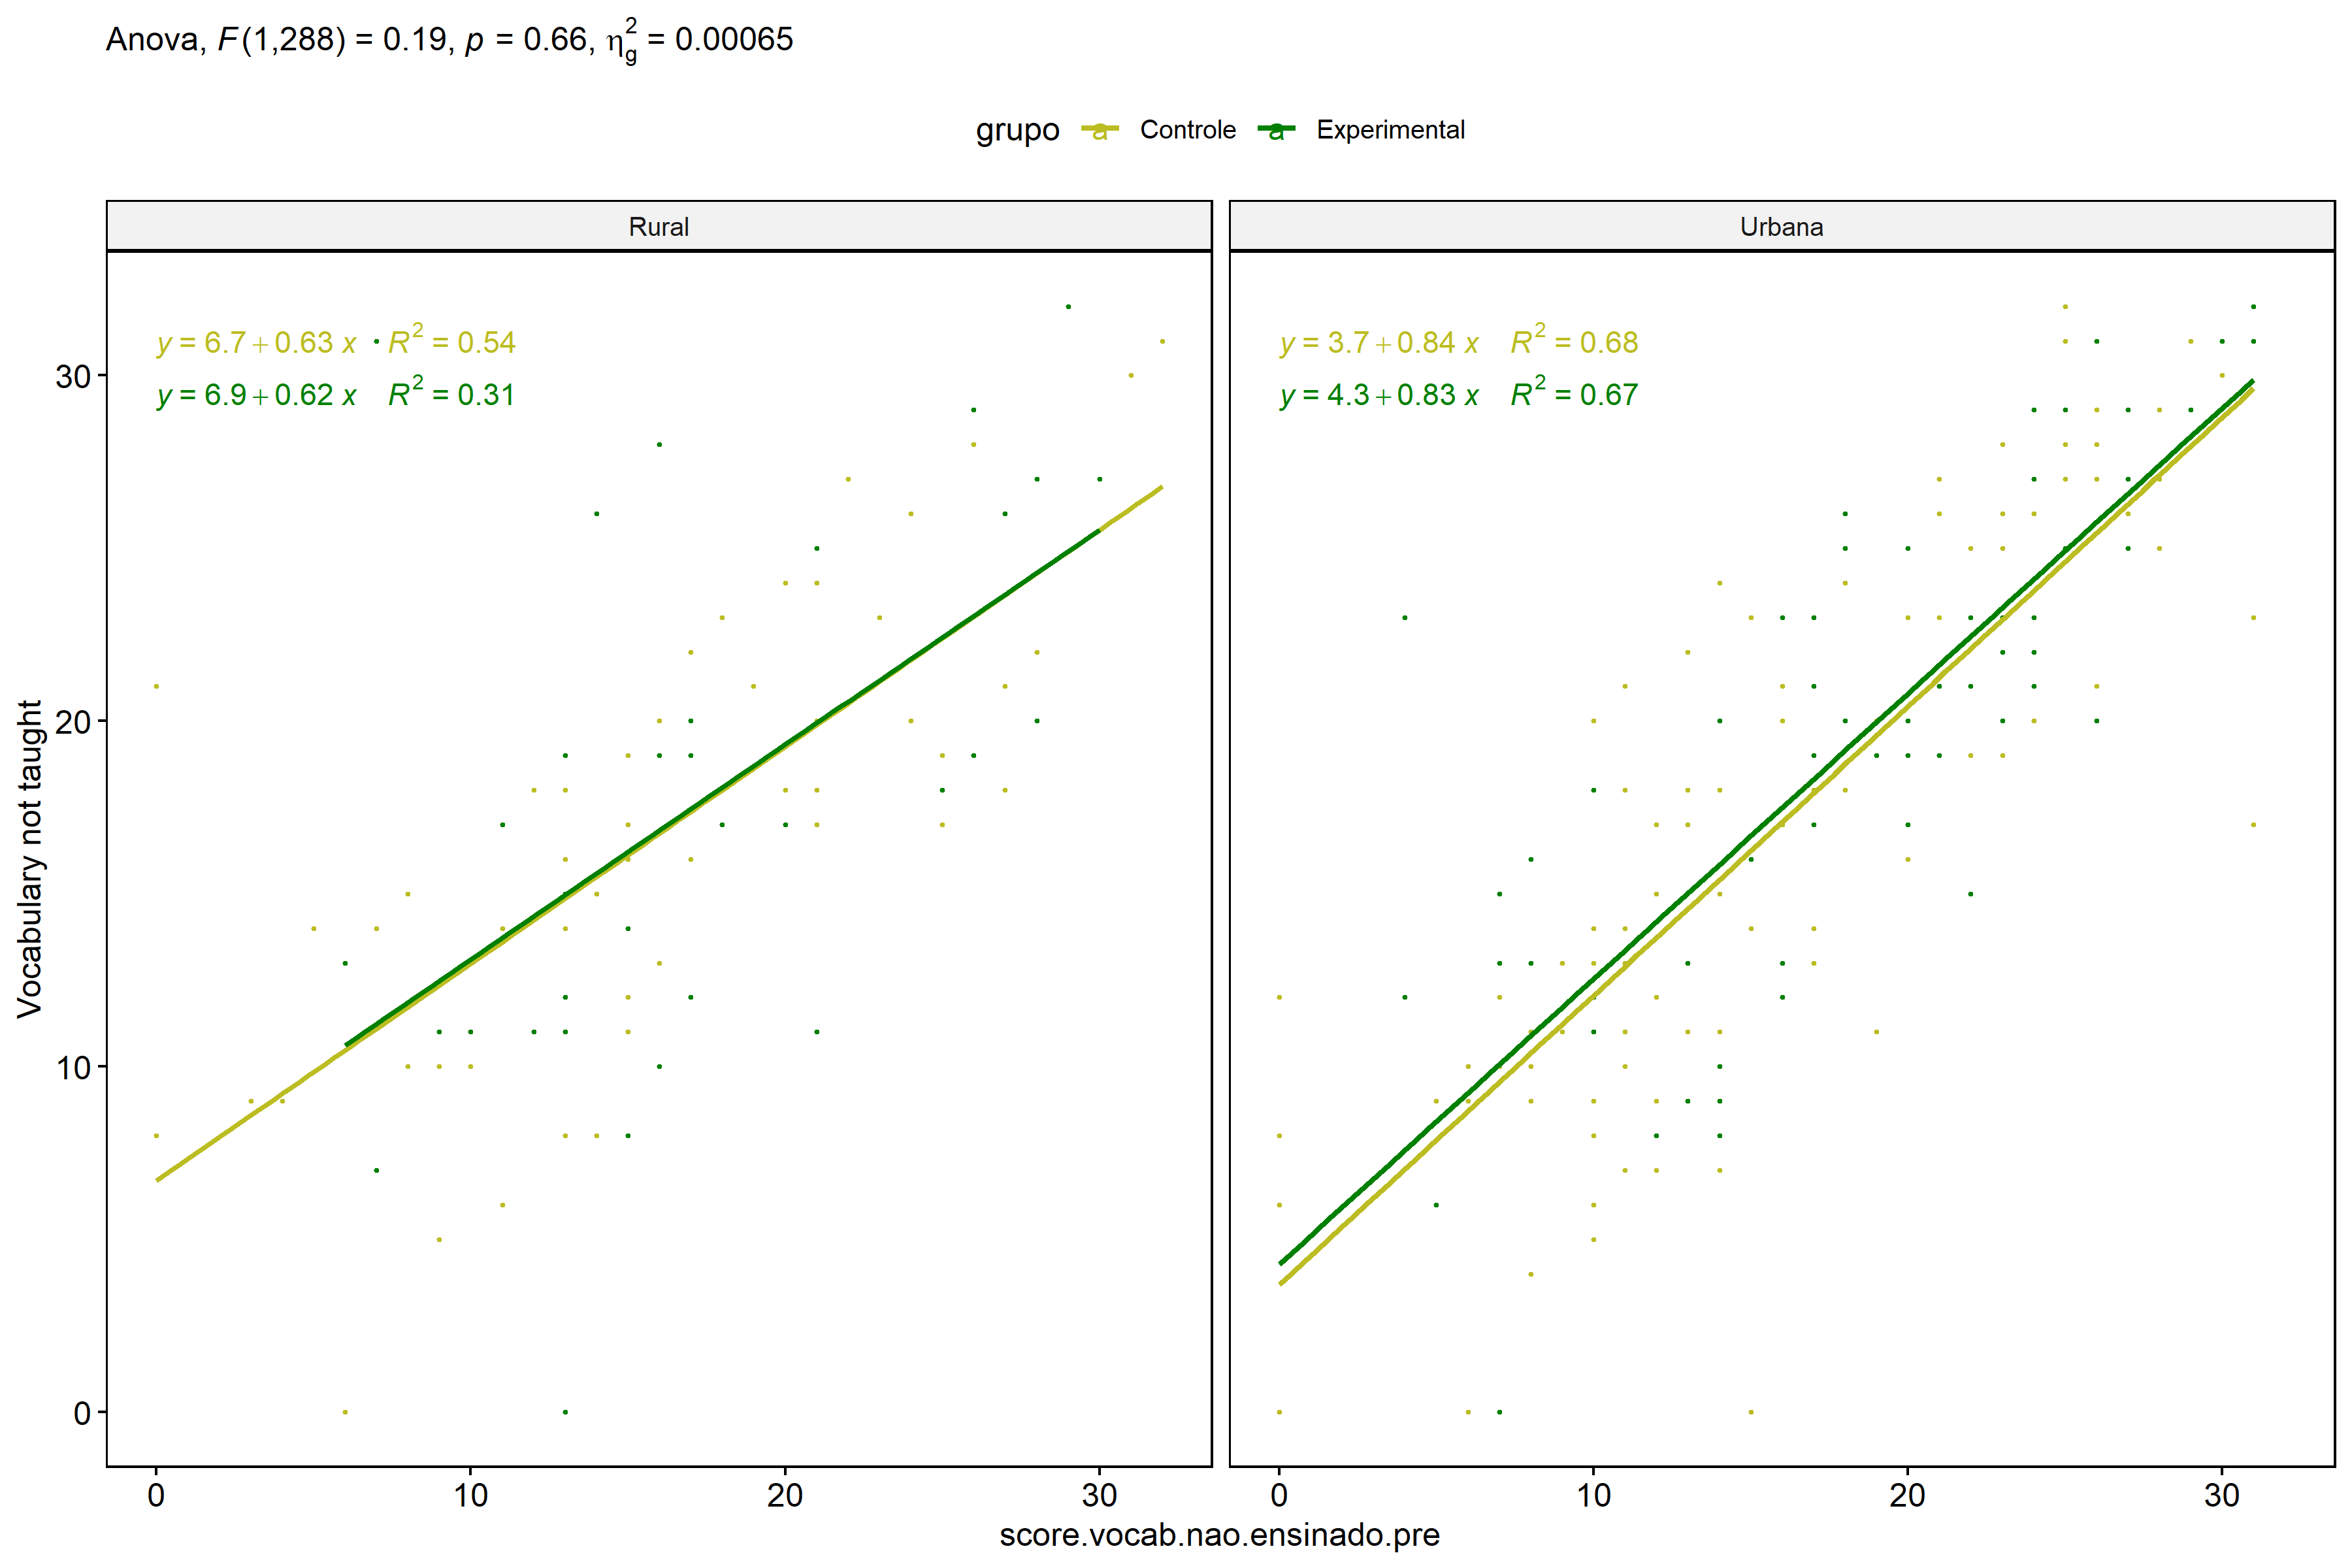 Anova, F(1,288) = 0.19, p = 0.66, η²g = 0.00065
grupo a Controle a Experimental
Rural
Urbana
y = 6.7 + 0.63 x R² = 0.54
y = 6.9 + 0.62 x R² = 0.31
y = 3.7 + 0.84 x R² = 0.68
y = 4.3 + 0.83 x R² = 0.67
Vocabulary not taught
30
20
10
0
0 10 20 30
0 10 20 30
score.vocab.nao.ensinado.pre